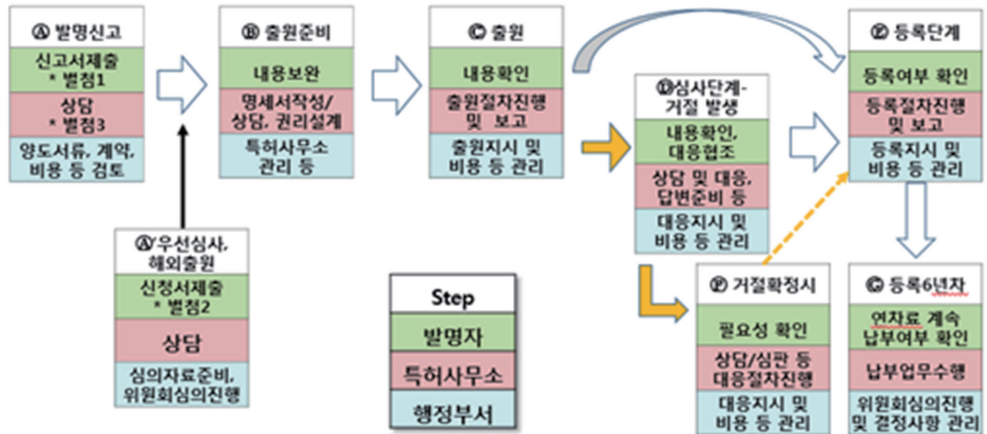 Ⓐ 발명신고
신고서제출
* 별첨1
상담
* 별첨3
양도서류, 계약,
비용 등 검토
Ⓑ 출원준비
내용보완
명세서작성/
상담, 권리설계
특허사무소
관리 등
Ⓒ 출원
내용확인
출원절차진행
및 보고
출원지시 및
비용 등 관리
Ⓓ심사단계-
거절 발생
내용확인,
대응협조
상담 및 대응,
답변준비 등
대응지시 및
비용 등 관리
Ⓔ 등록단계
등록여부 확인
등록절차진행
및 보고
등록지시 및
비용 등 관리
Ⓐ'우선심사,
해외출원
신청서제출
* 별첨2
상담
심의자료준비,
위원회심의진행
Step
발명자
특허사무소
행정부서
Ⓕ 거절확정시
필요성 확인
상담/심판 등
대응절차진행
대응지시 및
비용 등 관리
Ⓖ 등록6년차
연차료 계속
납부여부 확인
납부업무수행
위원회심의진행
및 결정사항 관리